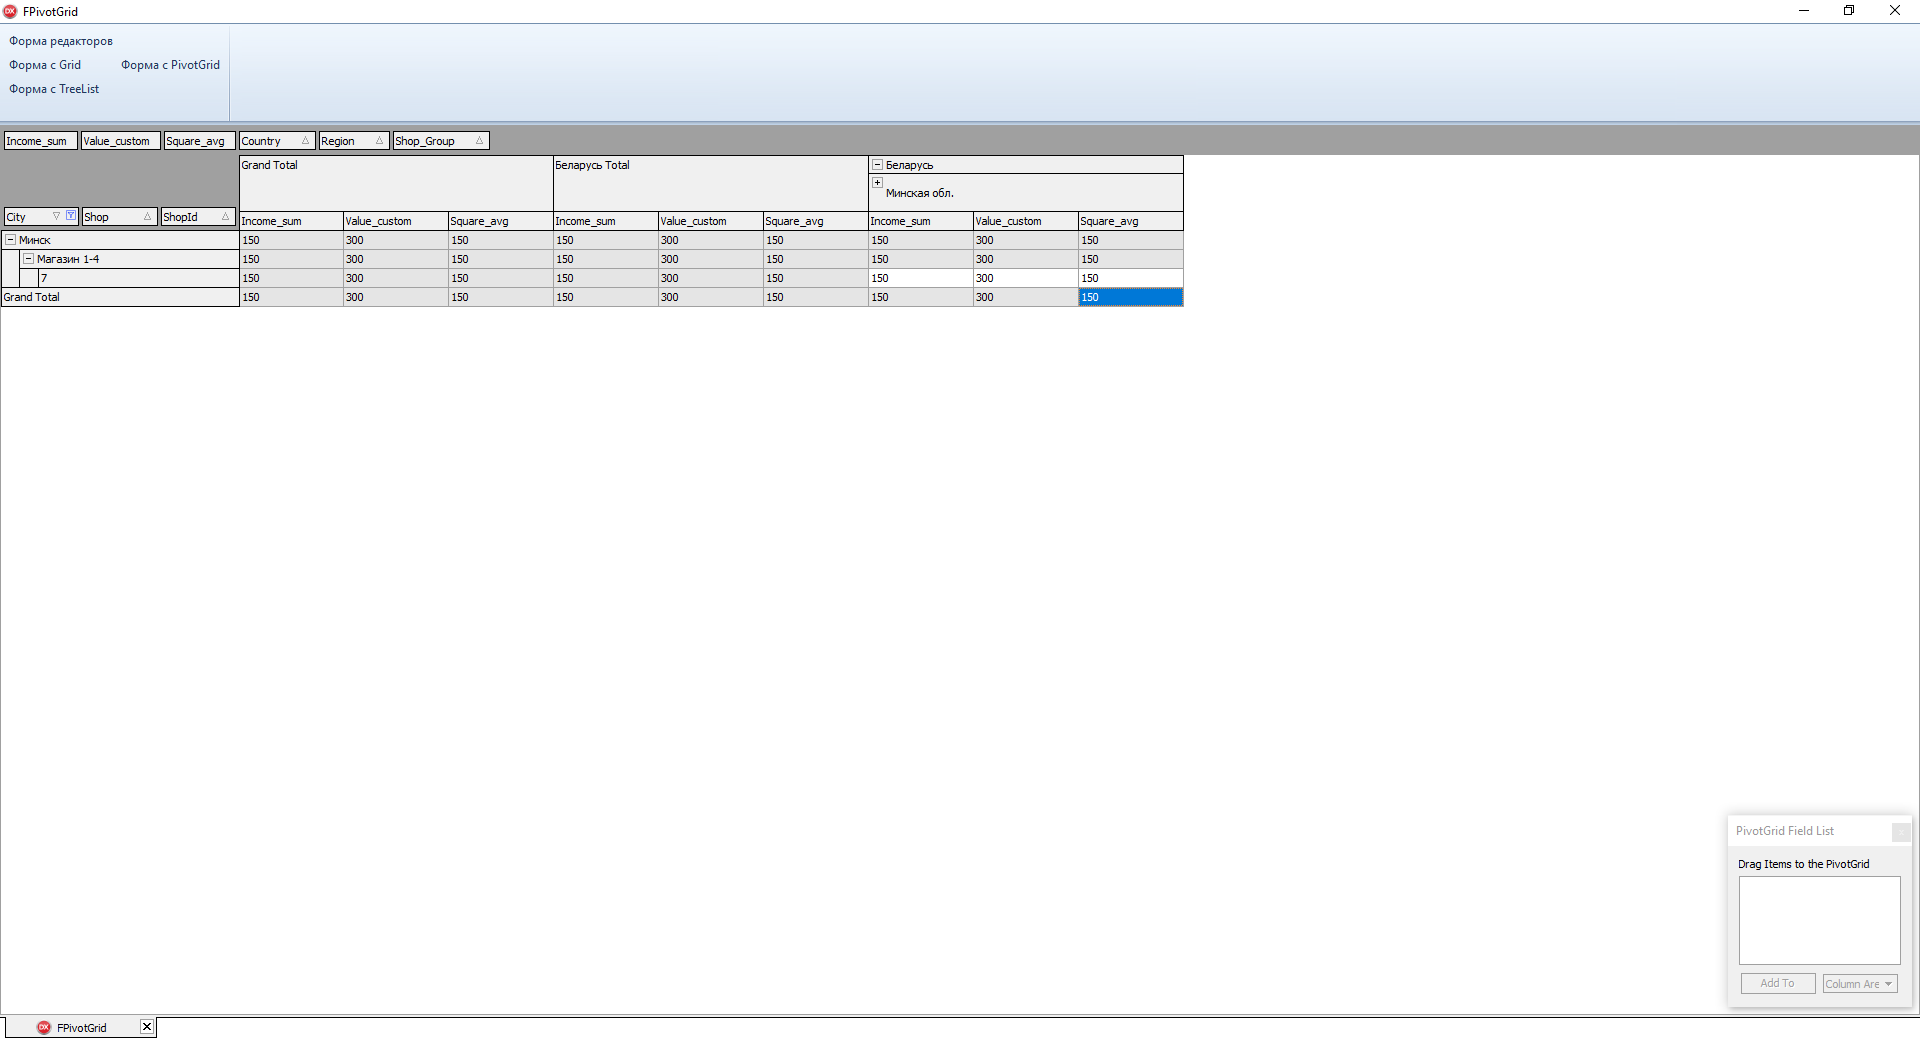 FPivotGrid
Форма редакторов
Форма с Grid Форма с PivotGrid
Форма с TreeList
Income_sum Value_custom Square_avg Country Region Shop_Group
Grand Total Беларусь Total Беларусь
Минская обл.
City Shop ShopId Income_sum Value_custom Square_avg Income_sum Value_custom Square_avg Income_sum Value_custom Square_avg
Минск 150 300 150 150 300 150 150 300 150
Магазин 1-4 150 300 150 150 300 150 150 300 150
7 150 300 150 150 300 150 150 300 150
Grand Total 150 300 150 150 300 150 150 300 150
PivotGrid Field List
Drag Items to the PivotGrid
Add To Column Are
FPivotGrid